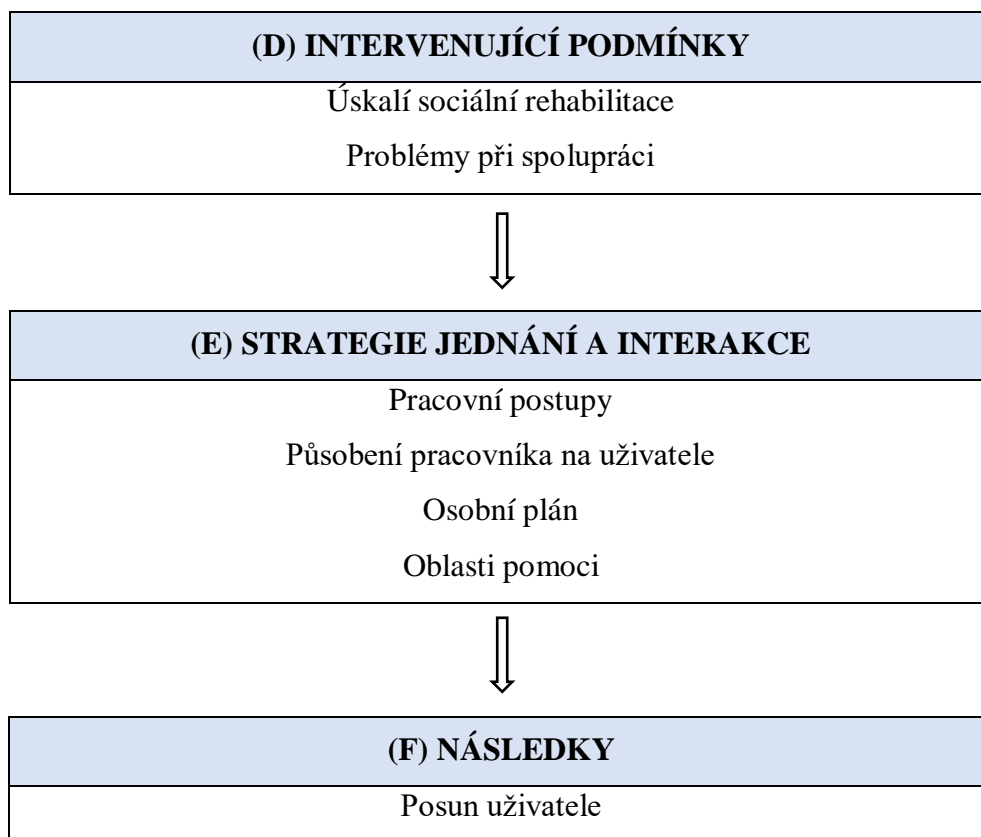 (D) INTERVENUJÍCÍ PODMÍNKY
Úskalí sociální rehabilitace
Problémy při spolupráci
(E) STRATEGIE JEDNÁNÍ A INTERAKCE
Pracovní postupy
Působení pracovníka na uživatele
Osobní plán
Oblasti pomoci
(F) NÁSLEDKY
Posun uživatele